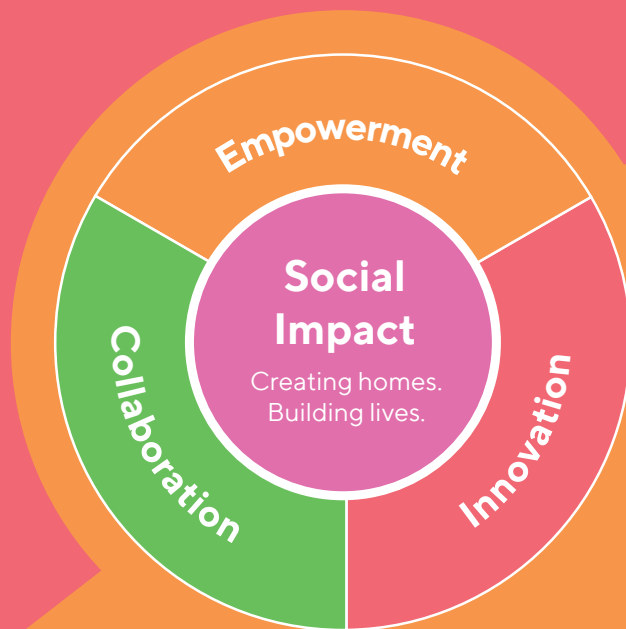 Empowerment
Social
Impact
Creating homes.
Building lives.
Collaboration
Innovation